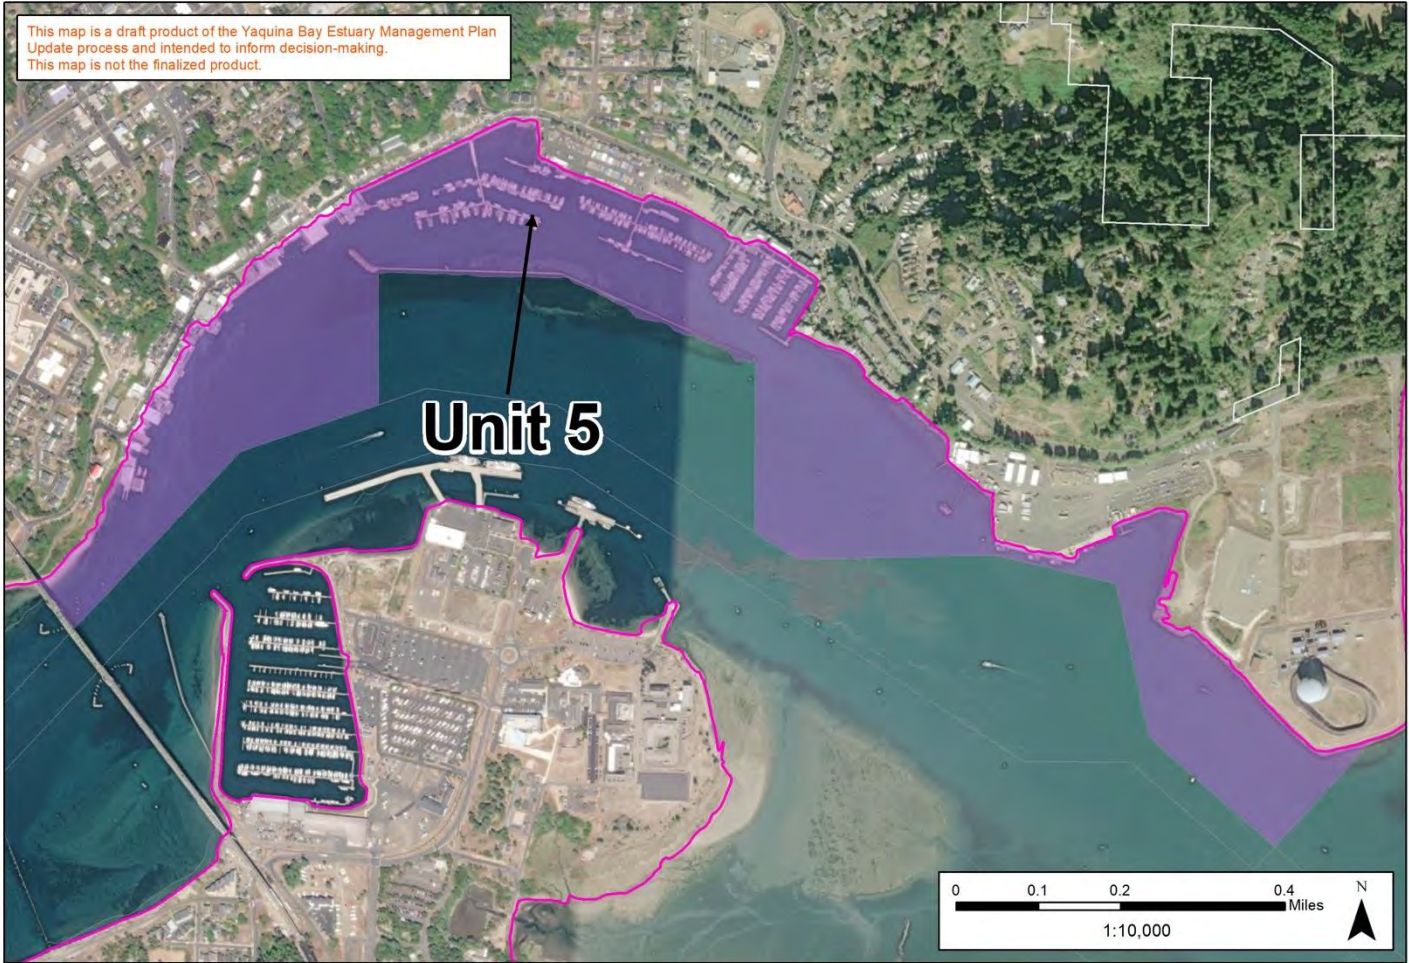 This map is a draft product of the Yaquina Bay Estuary Management Plan
Update process and intended to inform decision-making.
This map is not the finalized product.
Unit 5
0 0.1 0.2 0.4
Miles
1:10,000
N